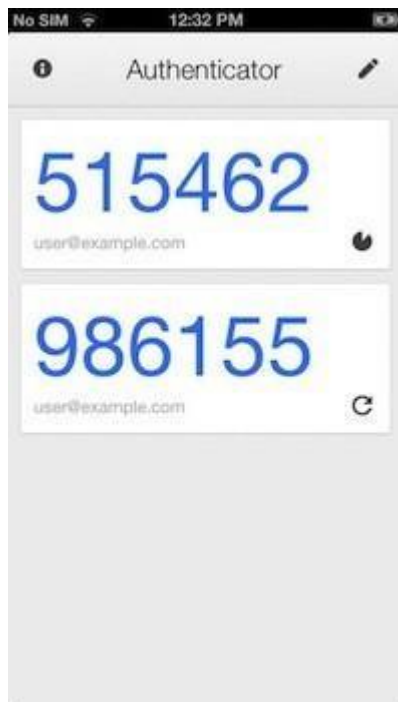 No SIM 12:32 PM
Authenticator
515462
user@example.com
986155
user@example.com